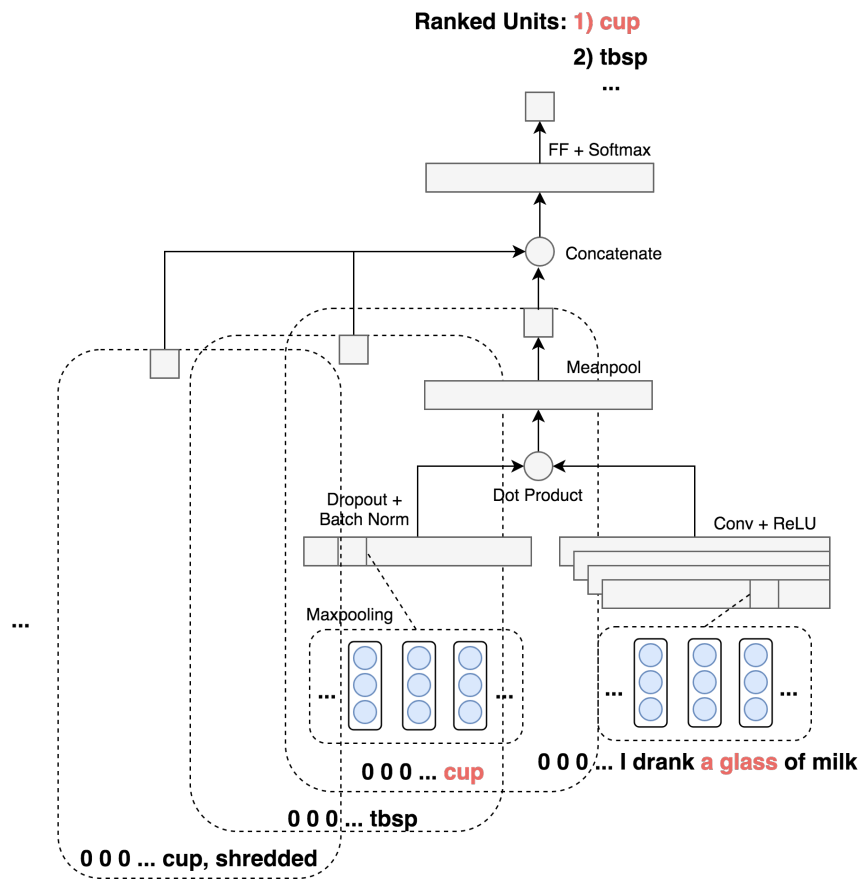 Ranked Units: 1) cup
2) tbsp
...
FF + Softmax
Concatenate
Meanpool
Dot Product
Dropout +
Batch Norm
Conv + ReLU
...
Maxpooling
... ...
... ...
0 0 0 ... cup
0 0 0 ... I drank a glass of milk
0 0 0 ... tbsp
0 0 0 ... cup, shredded